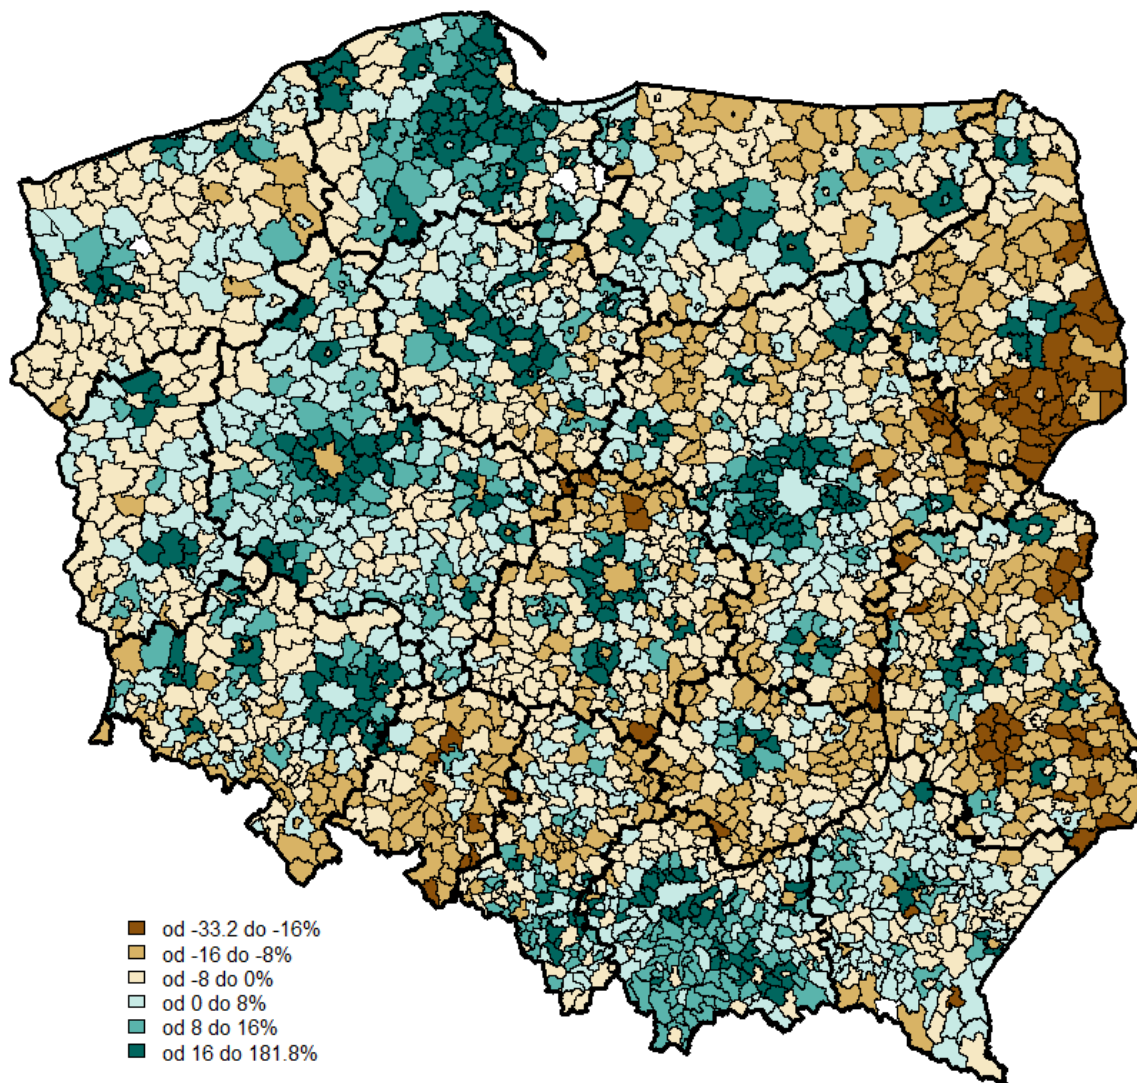 od -33.2 do -16%
od -16 do -8%
od -8 do 0%
od 0 do 8%
od 8 do 16%
od 16 do 181.8%